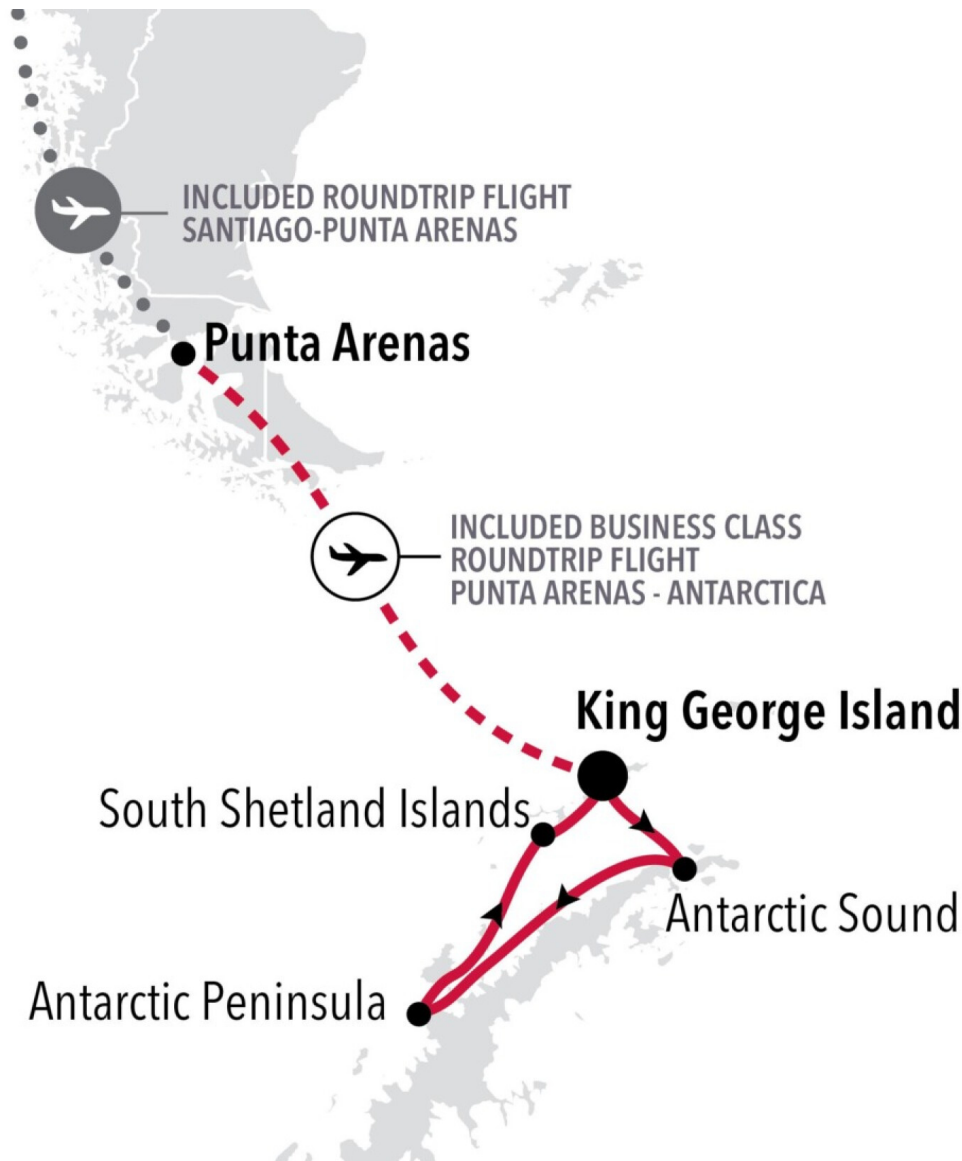 INCLUDED ROUNDTRIP FLIGHT
SANTIAGO-PUNTA ARENAS
Punta Arenas
INCLUDED BUSINESS CLASS
ROUNDTRIP FLIGHT
PUNTA ARENAS - ANTARCTICA
King George Island
South Shetland Islands
Antarctic Sound
Antarctic Peninsula